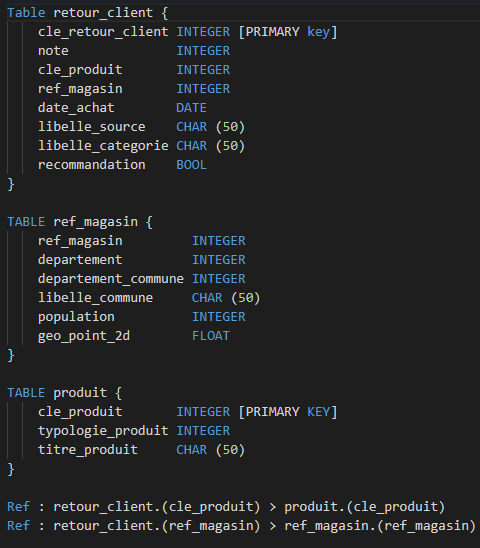 Table retour_client {
cle_retour_client INTEGER [PRIMARY key]
note INTEGER
cle_produit INTEGER
ref_magasin INTEGER
date_achat DATE
libelle_source CHAR (50)
libelle_categorie CHAR (50)
recommandation BOOL
}
TABLE ref_magasin {
ref_magasin INTEGER
departement INTEGER
departement_commune INTEGER
libelle_commune CHAR (50)
population INTEGER
geo_point_2d FLOAT
}
TABLE produit {
cle_produit INTEGER [PRIMARY KEY]
typologie_produit INTEGER
titre_produit CHAR (50)
}
Ref : retour_client.(cle_produit) > produit.(cle_produit)
Ref : retour_client.(ref_magasin) > ref_magasin.(ref_magasin)